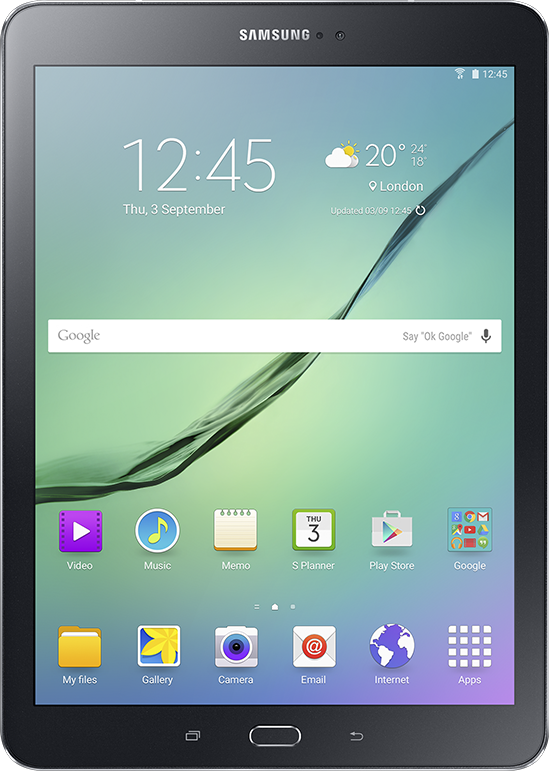 SAMSUNG
12:45
12:45
20° 24°
18°
Thu, 3 September
London
Updated 03/09 12:45
Google
Say "Ok Google"
THU
3
Video
Music
Memo
S Planner
Play Store
Google
@
My files
Gallery
Camera
Email
Internet
Apps